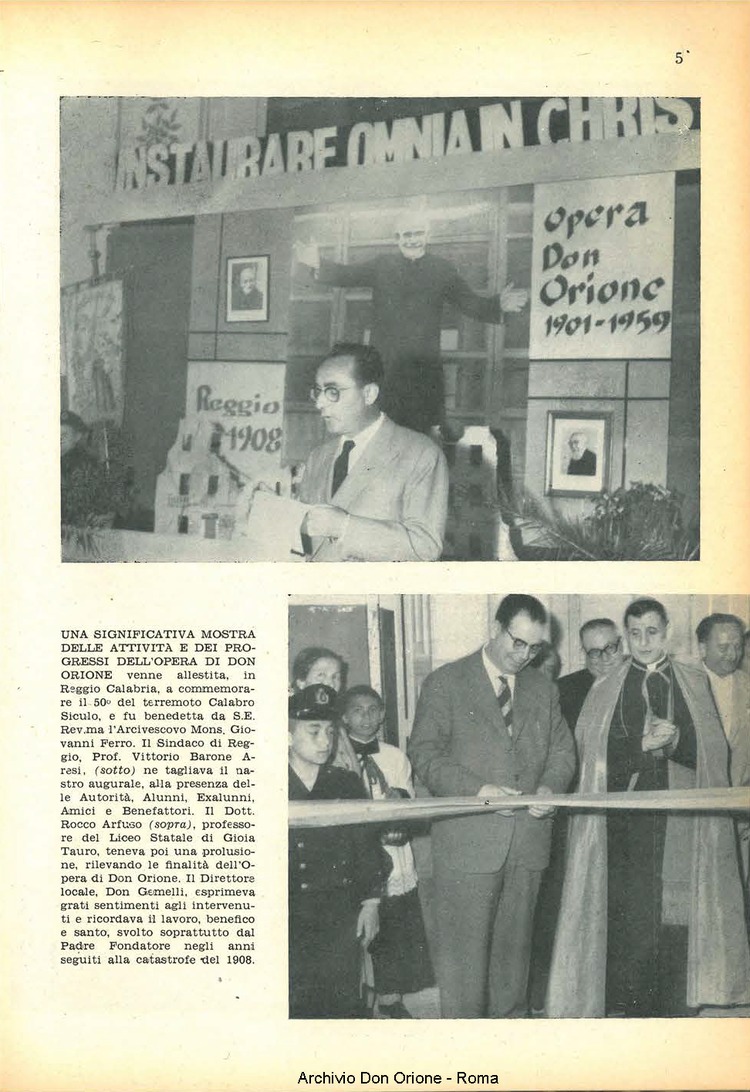 5
INSTAURARE OMNIA IN CHRIS
Opera
Don
Orione
1901-1959
Reggio
1908
UNA SIGNIFICATIVA MOSTRA
DELLE ATTIVITÀ E DEI PRO-
GRESSI DELL'OPERA DI DON
ORIONE venne allestita, in
Reggio Calabria, a commemora-
re il 50º del terremoto Calabro
Siculo, e fu benedetta da S.E.
Rev.ma l'Arcivescovo Mons. Gio-
vanni Ferro. Il Sindaco di Reg-
gio, Prof. Vittorio Barone A-
resi, (sotto) ne tagliava il na-
stro augurale, alla presenza del-
le Autorità, Alunni, Exalunni,
Amici e Benefattori. Il Dott.
Rocco Arfuso (sopra), professo-
re del Liceo Statale di Gioia
Tauro, teneva poi una prolusio-
ne, rilevando le finalità dell'O-
pera di Don Orione. Il Direttore
locale, Don Gemelli, esprimeva
grati sentimenti agli intervenu-
ti e ricordava il lavoro, benefico
e santo, svolto soprattutto dal
Padre Fondatore negli anni
seguiti alla catastrofe del 1908.
Archivio Don Orione - Roma